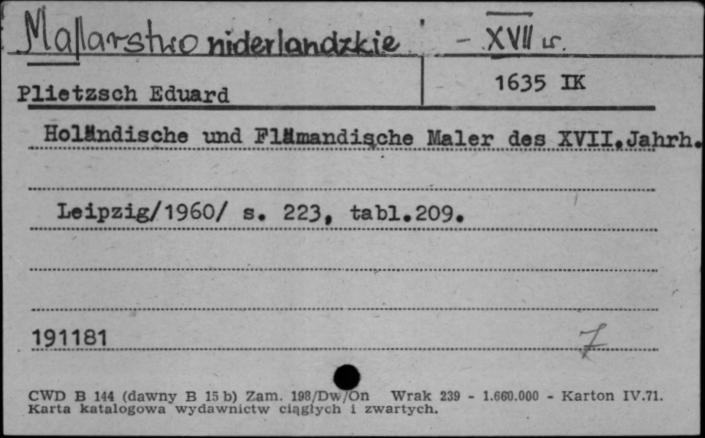 Malarstwo niderlandzkie - XVII w.
Plietzsch Eduard 1635 IK
Holländische und Flämandische Maler des XVII.Jahrh.
Leipzig/1960/ s. 223, tabl.209.
191181 7
CWD B 144 (dawny B 15 b) Zam. 198/Dw/On Wrak 239 - 1.660.000 - Karton IV.71.
Karta katalogowa wydawnictw ciągłych i zwartych.